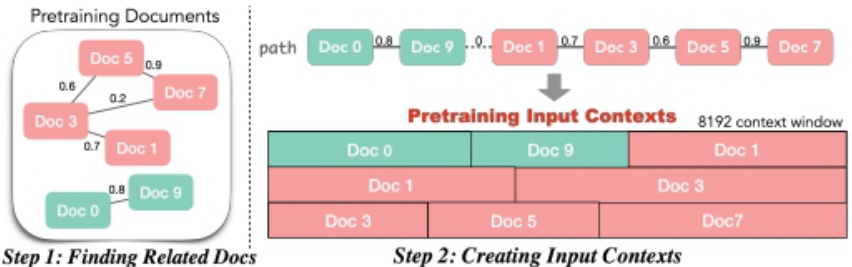 Pretraining Documents
Doc 5
0.9
0.6
Doc 7
0.2
Doc 3
0.7
Doc 1
0.8
Doc 9
Doc 0
Step 1: Finding Related Docs
path Doc 0 0.8 Doc 9 0 Doc 1 0.7 Doc 3 0.6 Doc 5 0.9 Doc 7
Pretraining Input Contexts
8192 context window
Doc 0 Doc 9 Doc 1
Doc 1 Doc 3
Doc 3 Doc 5 Doc7
Step 2: Creating Input Contexts